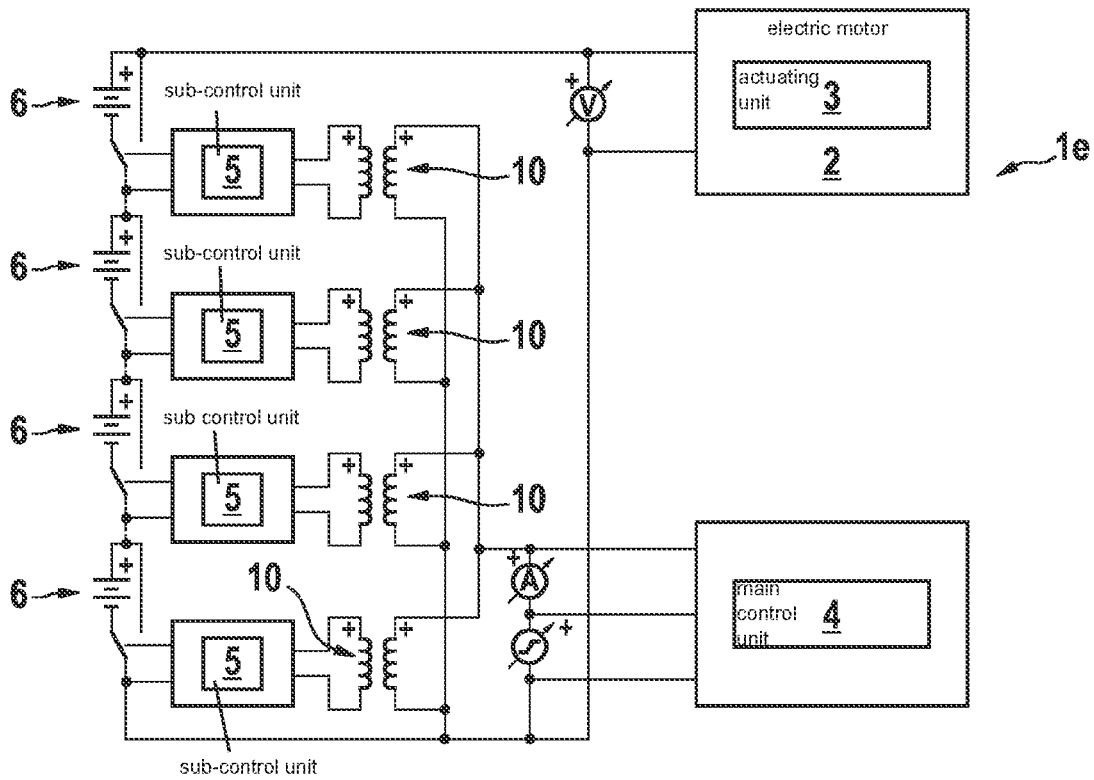 electric motor
actuating
unit
3
2
1e
6
+
sub-control unit
5
+
+
10
+
V
6
+
sub-control unit
5
+
+
10
6
+
sub control unit
5
+
+
10
6
+
10
5
+
+
sub-control unit
+
A
+
main
control
unit
4